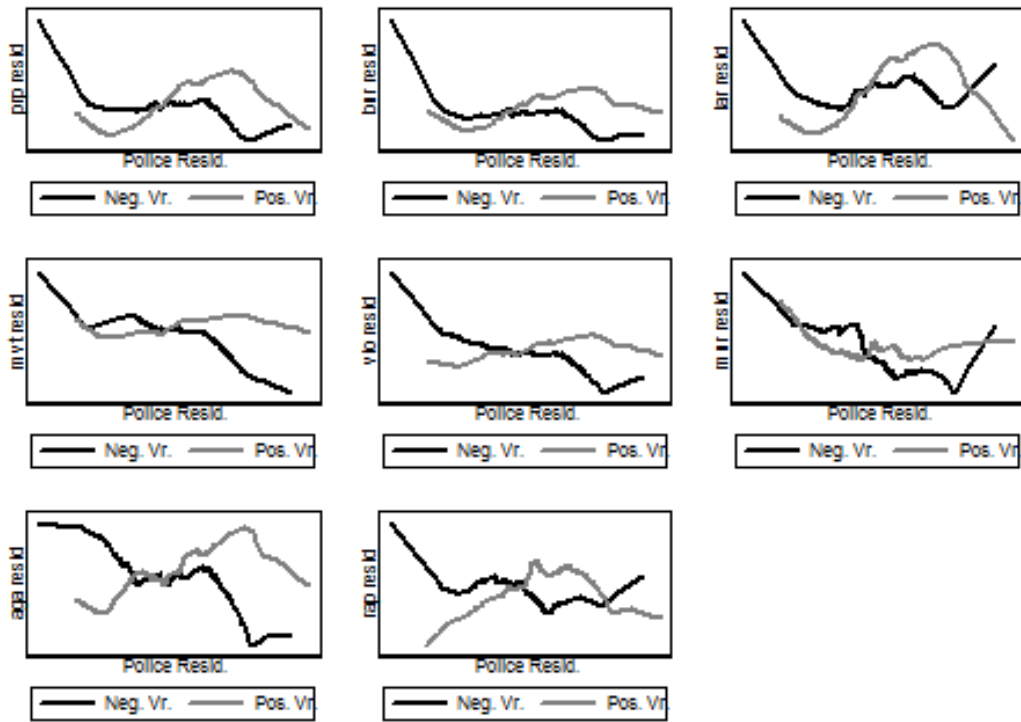 prp resid
Police Resid.
Neg. Vr. Pos. Vr.
bur resid
Police Resid.
Neg. Vr. Pos. Vr.
lar resid
Police Resid.
Neg. Vr. Pos. Vr.
mvt resid
Police Resid.
Neg. Vr. Pos. Vr.
vio resid
Police Resid.
Neg. Vr. Pos. Vr.
mur resid
Police Resid.
Neg. Vr. Pos. Vr.
aga resid
Police Resid.
Neg. Vr. Pos. Vr.
rap resid
Police Resid.
Neg. Vr. Pos. Vr.